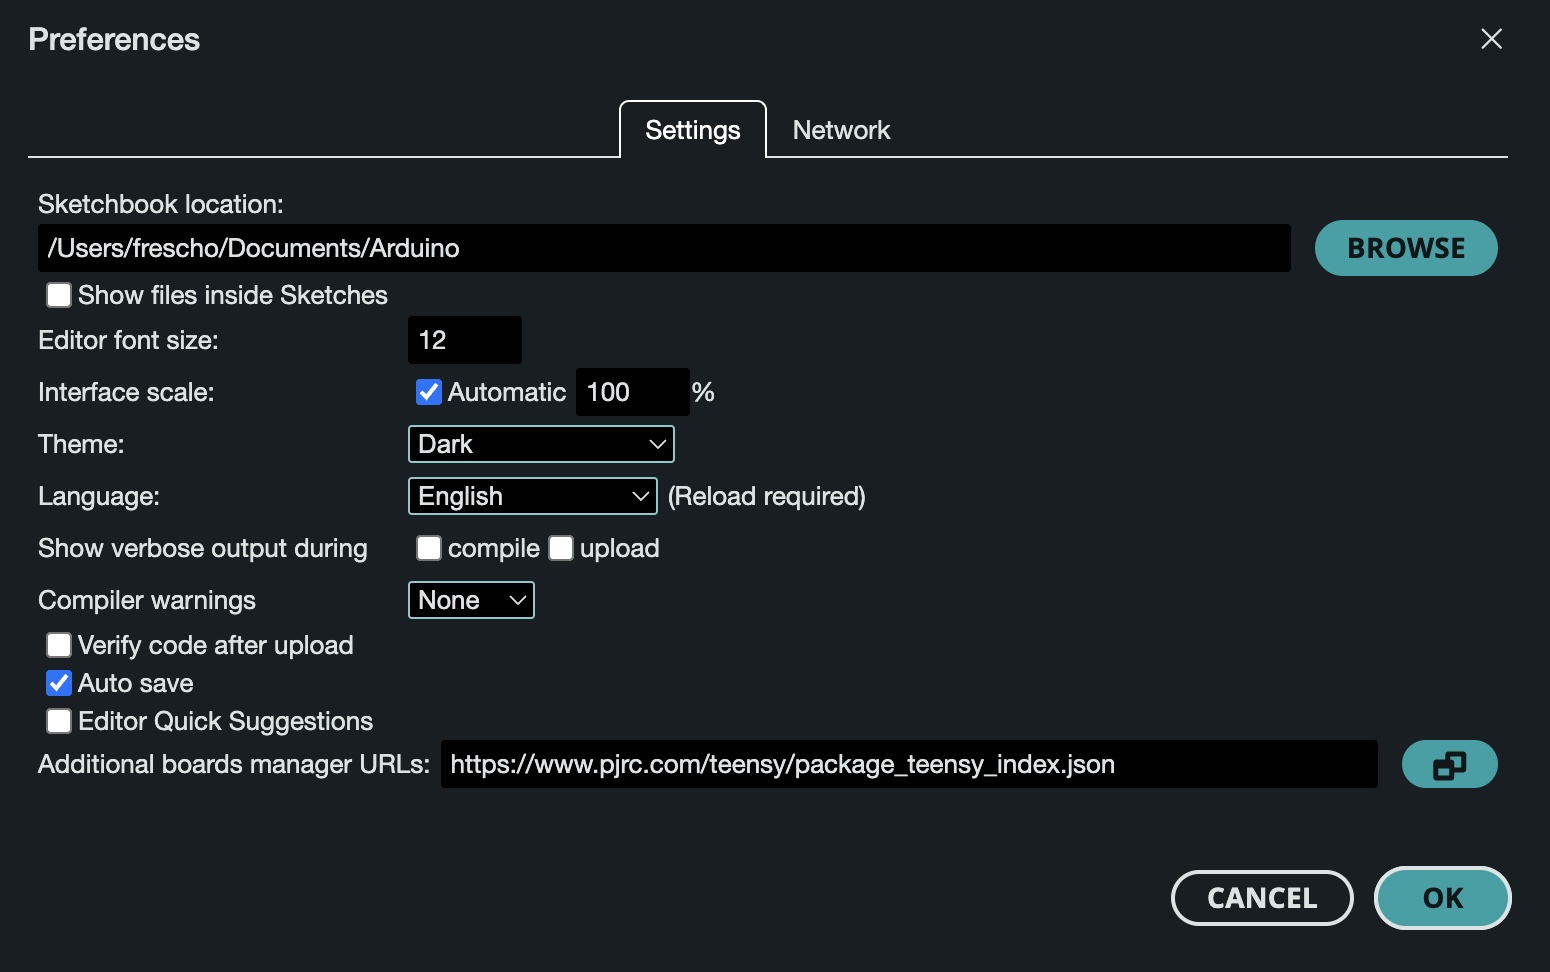 Preferences
Settings Network
Sketchbook location:
/Users/frescho/Documents/Arduino BROWSE
Show files inside Sketches
Editor font size: 12
Interface scale: Automatic 100 %
Theme: Dark
Language: English (Reload required)
Show verbose output during compile upload
Compiler warnings None
Verify code after upload
Auto save
Editor Quick Suggestions
Additional boards manager URLs: https://www.pjrc.com/teensy/package_teensy_index.json
CANCEL OK